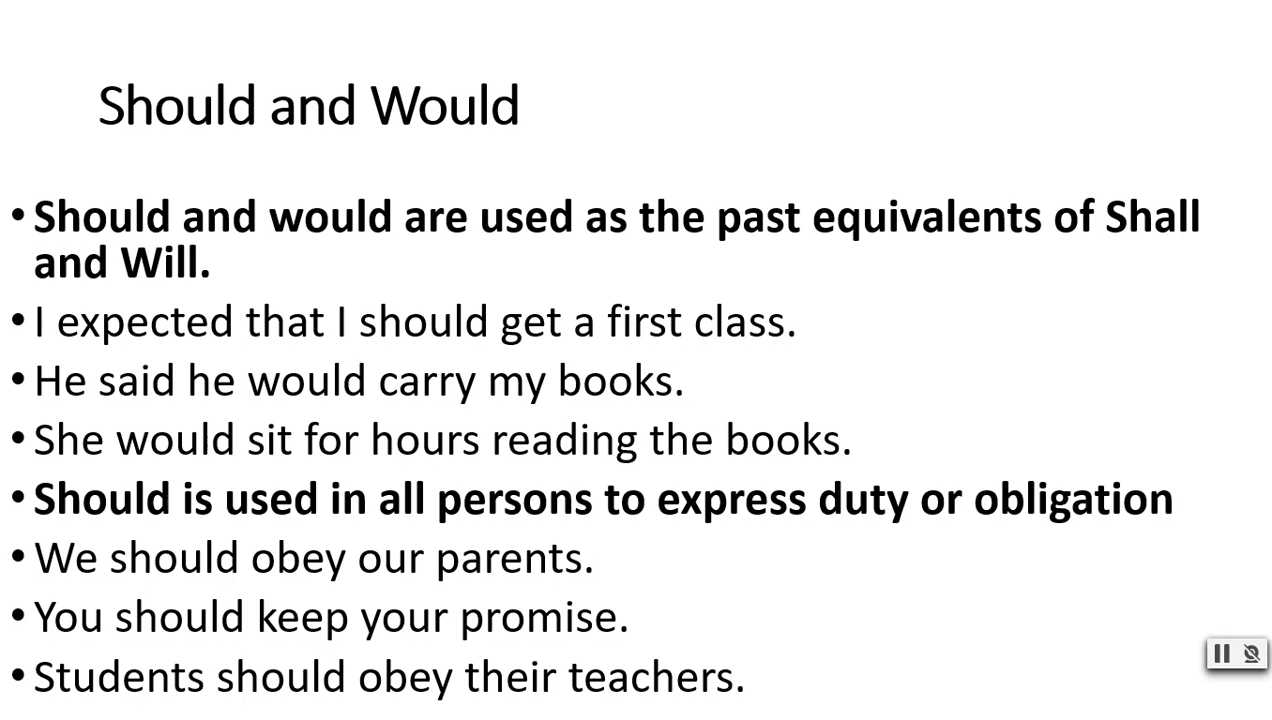 Should and Would
• Should and would are used as the past equivalents of Shall
and Will.
• I expected that I should get a first class.
• He said he would carry my books.
• She would sit for hours reading the books.
• Should is used in all persons to express duty or obligation
• We should obey our parents.
• You should keep your promise.
• Students should obey their teachers.